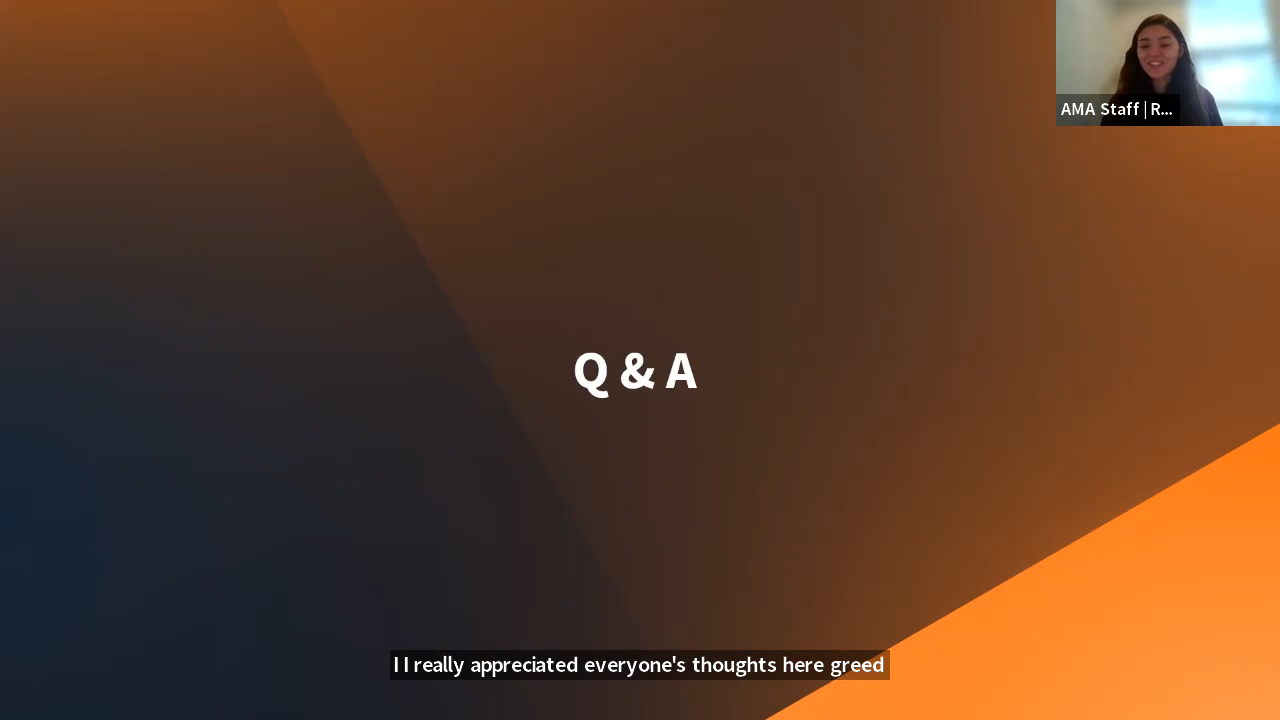 AMA Staff | R...
Q & A
I I really appreciated everyone's thoughts here greed